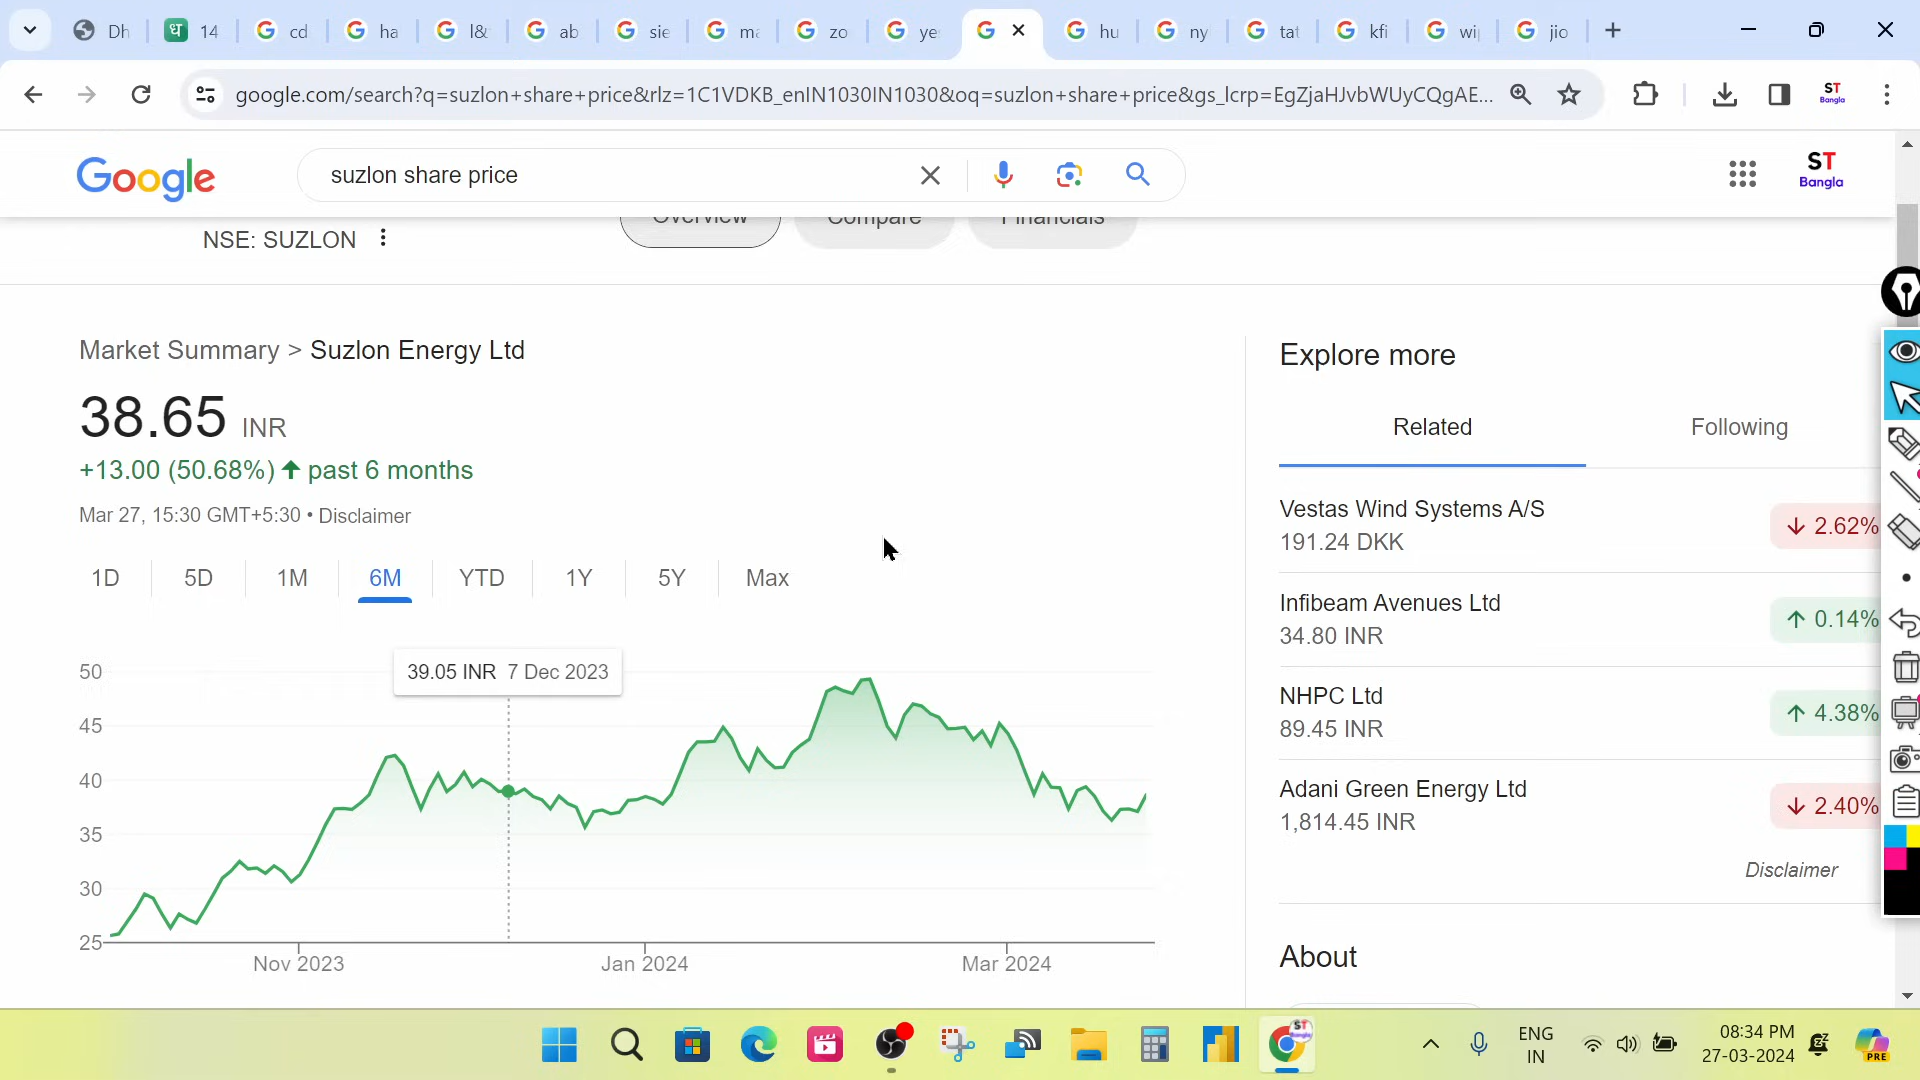 Dh
ध 14
cd
ha
l&
ab
sie
ma
zo
ye
hu
ny
tat
kfi
wi
jio
google.com/search?q=suzlon+share+price&rlz=1C1VDKB_enIN1030IN1030&oq=suzlon+share+price&gs_lcrp=EgZjaHJvbWUyCQgAE...
ST
Bangla
Google
suzlon share price
ST
Bangla
NSE: SUZLON
Overview
Compare
Financials
Market Summary > Suzlon Energy Ltd
38.65 INR
+13.00 (50.68%) ↑ past 6 months
Mar 27, 15:30 GMT+5:30 • Disclaimer
1D 5D 1M 6M YTD 1Y 5Y Max
39.05 INR 7 Dec 2023
50
45
40
35
30
25
Nov 2023 Jan 2024 Mar 2024
Explore more
Related Following
Vestas Wind Systems A/S
191.24 DKK
↓ 2.62%
Infibeam Avenues Ltd
34.80 INR
↑ 0.14%
NHPC Ltd
89.45 INR
↑ 4.38%
Adani Green Energy Ltd
1,814.45 INR
↓ 2.40%
Disclaimer
About
ST
Bangla
ENG
IN
08:34 PM
27-03-2024
PRE